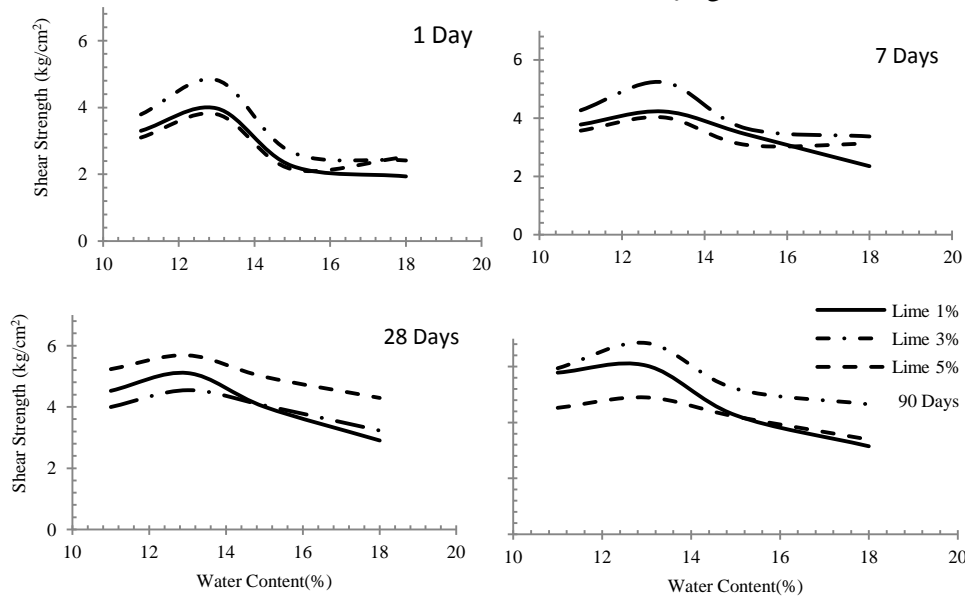 1 Day
Shear Strength (kg/cm²)
6
4
2
0
10 12 14 16 18 20
7 Days
6
4
2
0
10 12 14 16 18 20
28 Days
Shear Strength (kg/cm²)
6
4
2
0
10 12 14 16 18 20
Water Content(%)
Lime 1%
Lime 3%
Lime 5%
90 Days
10 12 14 16 18 20
Water Content(%)